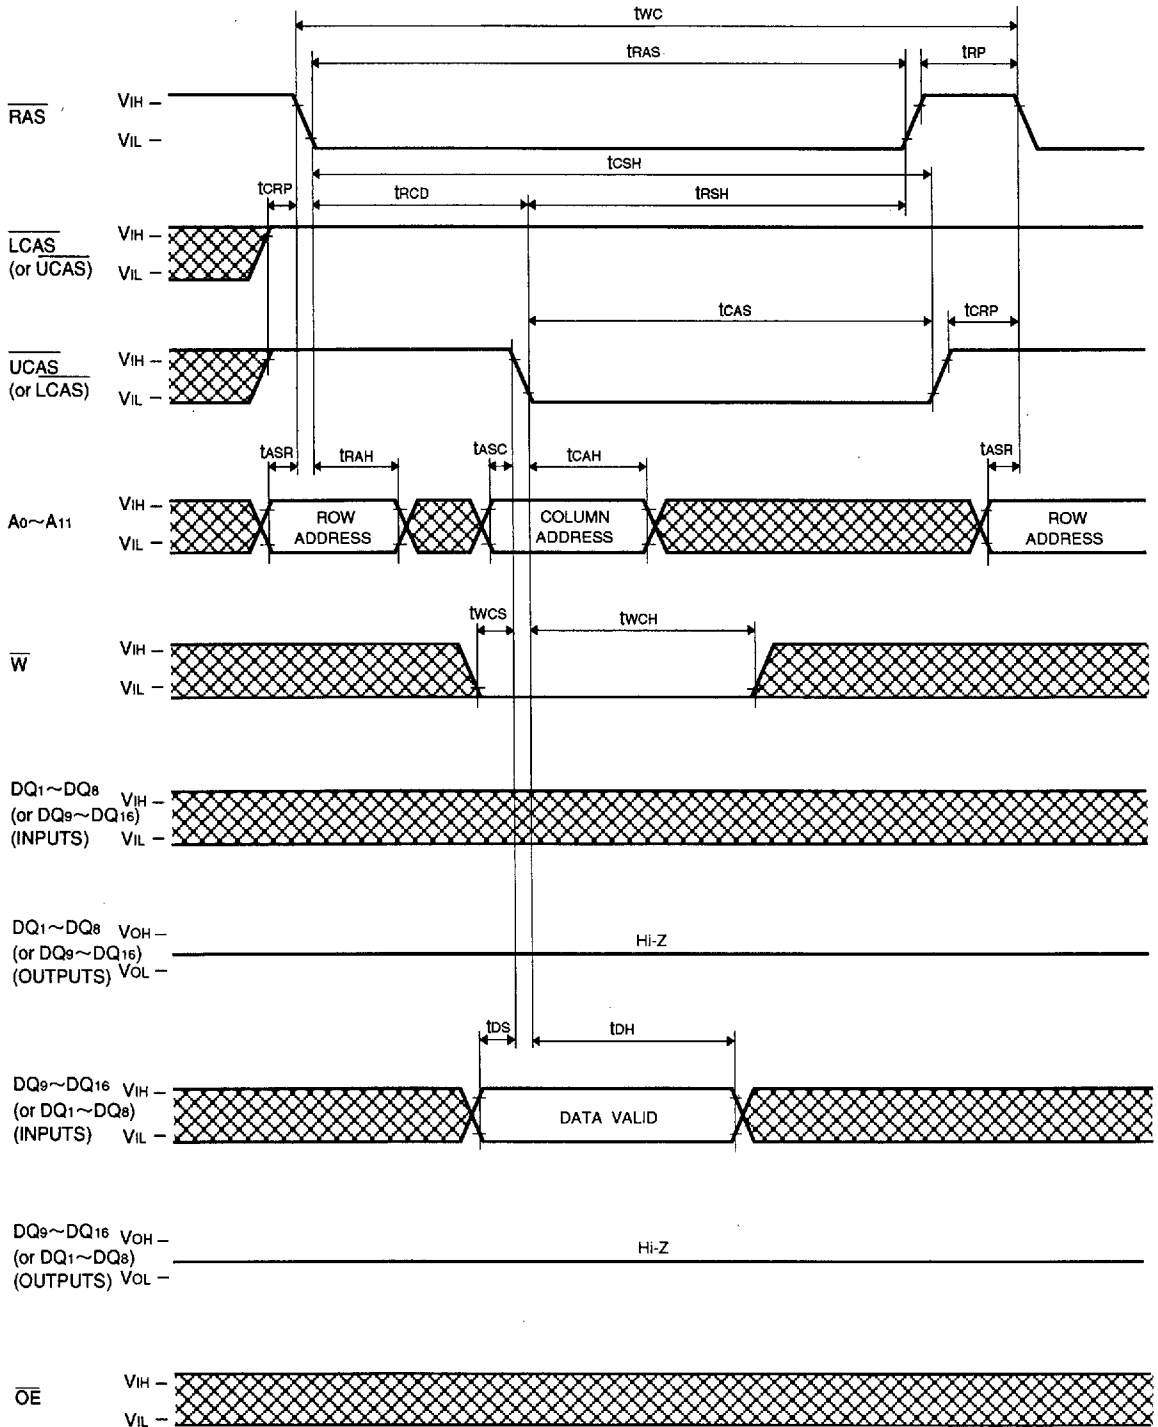 tWC
tRAS
tRP
RAS
VIH
VIL
tCSH
tCRP
tRCD
tRSH
LCAS
(or UCAS)
VIH
VIL
tCAS
tCRP
UCAS
(or LCAS)
VIH
VIL
tASR
tRAH
tASC
tCAH
tASR
A0~A11
VIH
VIL
ROW
ADDRESS
COLUMN
ADDRESS
ROW
ADDRESS
tWCS
tWCH
W
VIH
VIL
DQ1~DQ8
(or DQ9~DQ16)
(INPUTS)
VIH
VIL
DQ1~DQ8
(or DQ9~DQ16)
(OUTPUTS)
VOH
VOL
Hi-Z
tDS
tDH
DQ9~DQ16
(or DQ1~DQ8)
(INPUTS)
VIH
VIL
DATA VALID
DQ9~DQ16
(or DQ1~DQ8)
(OUTPUTS)
VOH
VOL
Hi-Z
OE
VIH
VIL